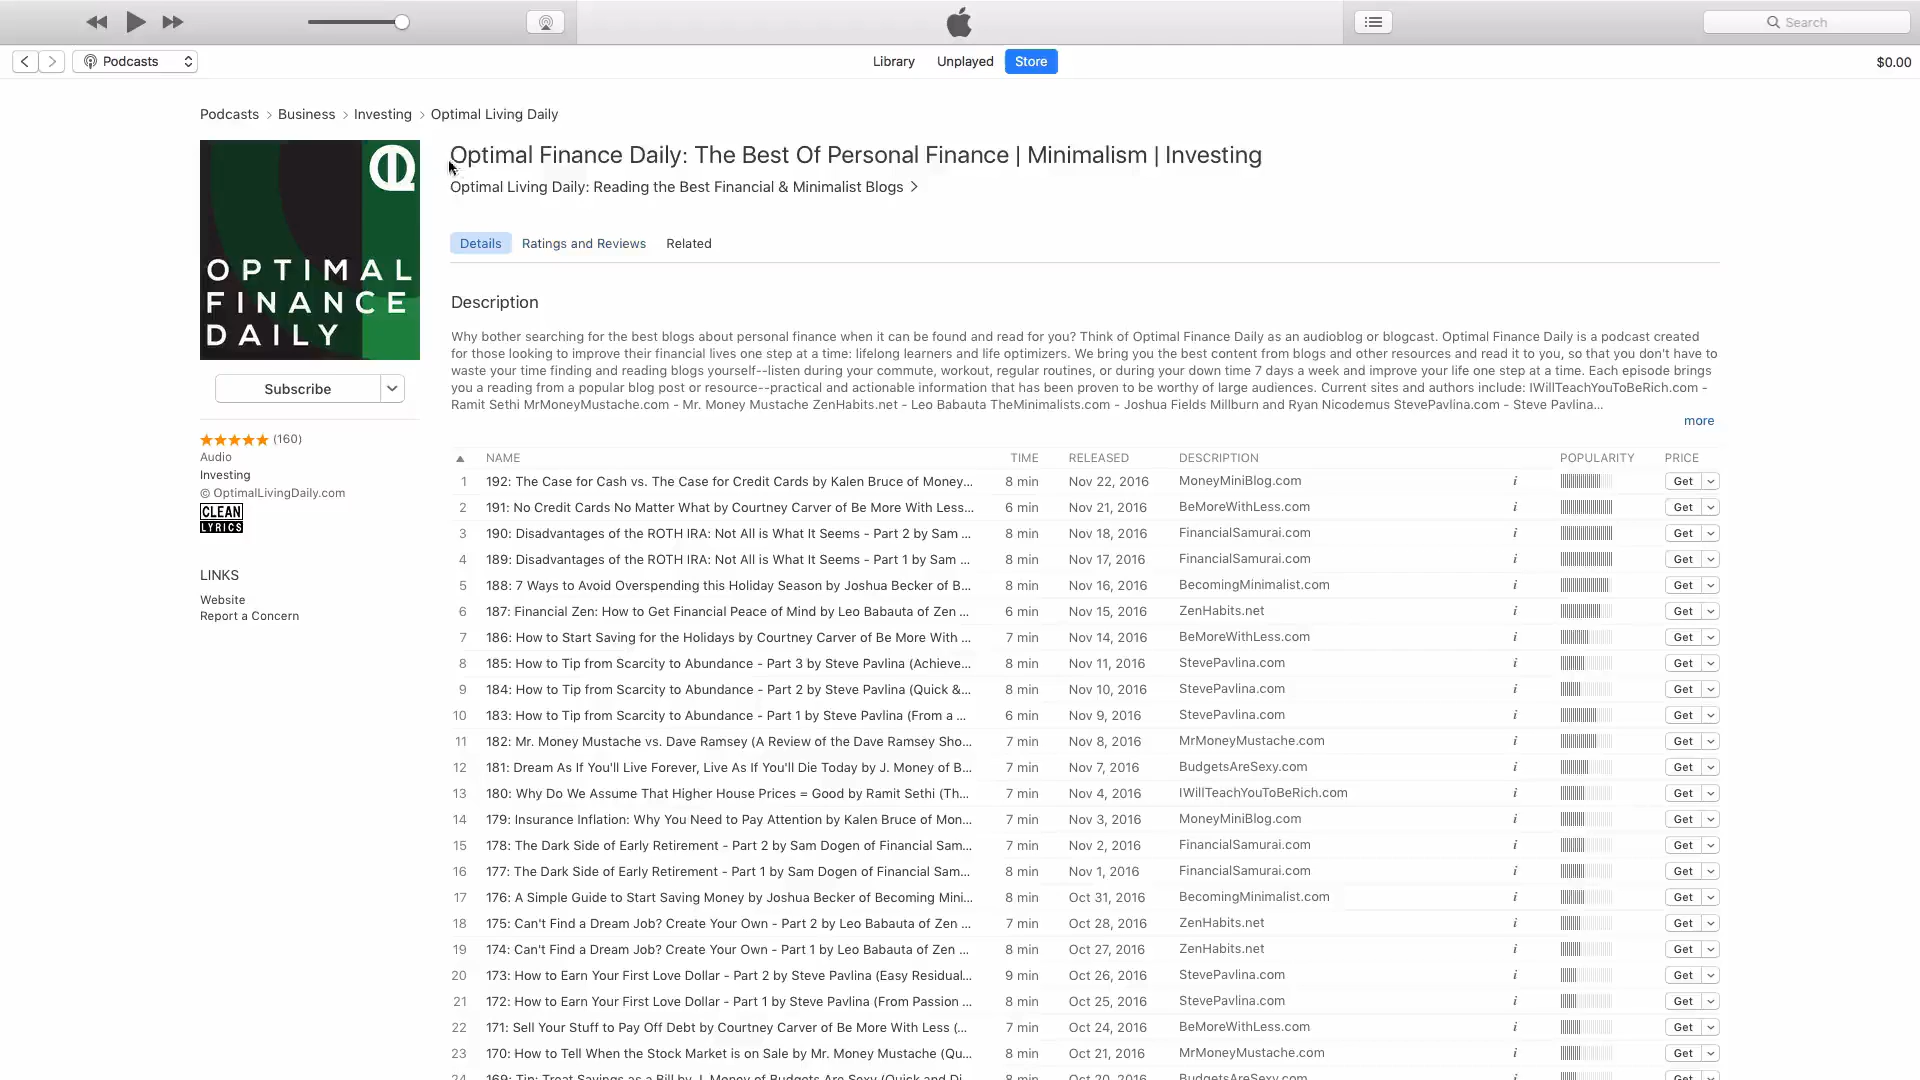 Search
Podcasts
Library Unplayed Store
$0.00
Podcasts > Business > Investing > Optimal Living Daily
OPTIMAL
FINANCE
DAILY
Optimal Finance Daily: The Best Of Personal Finance | Minimalism | Investing
Optimal Living Daily: Reading the Best Financial & Minimalist Blogs >
Details Ratings and Reviews Related
Subscribe
(160)
Audio
Investing
© OptimalLivingDaily.com
CLEAN
LYRICS
LINKS
Website
Report a Concern
Description
Why bother searching for the best blogs about personal finance when it can be found and read for you? Think of Optimal Finance Daily as an audioblog or blogcast. Optimal Finance Daily is a podcast created
for those looking to improve their financial lives one step at a time: lifelong learners and life optimizers. We bring you the best content from blogs and other resources and read it to you, so that you don't have to
waste your time finding and reading blogs yourself--listen during your commute, workout, regular routines, or during your down time 7 days a week and improve your life one step at a time. Each episode brings
you a reading from a popular blog post or resource--practical and actionable information that has been proven to be worthy of large audiences. Current sites and authors include: IWillTeachYouToBeRich.com -
Ramit Sethi MrMoneyMustache.com - Mr. Money Mustache ZenHabits.net - Leo Babauta TheMinimalists.com - Joshua Fields Millburn and Ryan Nicodemus StevePavlina.com - Steve Pavlina...
more
NAME TIME RELEASED DESCRIPTION POPULARITY PRICE
1 192: The Case for Cash vs. The Case for Credit Cards by Kalen Bruce of Money... 8 min Nov 22, 2016 MoneyMiniBlog.com i Get
2 191: No Credit Cards No Matter What by Courtney Carver of Be More With Less... 6 min Nov 21, 2016 BeMoreWithLess.com i Get
3 190: Disadvantages of the ROTH IRA: Not All is What It Seems - Part 2 by Sam ... 8 min Nov 18, 2016 FinancialSamurai.com i Get
4 189: Disadvantages of the ROTH IRA: Not All is What It Seems - Part 1 by Sam ... 8 min Nov 17, 2016 FinancialSamurai.com i Get
5 188: 7 Ways to Avoid Overspending this Holiday Season by Joshua Becker of B... 8 min Nov 16, 2016 BecomingMinimalist.com i Get
6 187: Financial Zen: How to Get Financial Peace of Mind by Leo Babauta of Zen ... 6 min Nov 15, 2016 ZenHabits.net i Get
7 186: How to Start Saving for the Holidays by Courtney Carver of Be More With ... 7 min Nov 14, 2016 BeMoreWithLess.com i Get
8 185: How to Tip from Scarcity to Abundance - Part 3 by Steve Pavlina (Achieve... 8 min Nov 11, 2016 StevePavlina.com i Get
9 184: How to Tip from Scarcity to Abundance - Part 2 by Steve Pavlina (Quick &... 8 min Nov 10, 2016 StevePavlina.com i Get
10 183: How to Tip from Scarcity to Abundance - Part 1 by Steve Pavlina (From a ... 6 min Nov 9, 2016 StevePavlina.com i Get
11 182: Mr. Money Mustache vs. Dave Ramsey (A Review of the Dave Ramsey Sho... 7 min Nov 8, 2016 MrMoneyMustache.com i Get
12 181: Dream As If You'll Live Forever, Live As If You'll Die Today by J. Money of B... 7 min Nov 7, 2016 BudgetsAreSexy.com i Get
13 180: Why Do We Assume That Higher House Prices = Good by Ramit Sethi (Th... 7 min Nov 4, 2016 IWillTeachYouToBeRich.com i Get
14 179: Insurance Inflation: Why You Need to Pay Attention by Kalen Bruce of Mon... 7 min Nov 3, 2016 MoneyMiniBlog.com i Get
15 178: The Dark Side of Early Retirement - Part 2 by Sam Dogen of Financial Sam... 7 min Nov 2, 2016 FinancialSamurai.com i Get
16 177: The Dark Side of Early Retirement - Part 1 by Sam Dogen of Financial Sam... 8 min Nov 1, 2016 FinancialSamurai.com i Get
17 176: A Simple Guide to Start Saving Money by Joshua Becker of Becoming Mini... 8 min Oct 31, 2016 BecomingMinimalist.com i Get
18 175: Can't Find a Dream Job? Create Your Own - Part 2 by Leo Babauta of Zen ... 7 min Oct 28, 2016 ZenHabits.net i Get
19 174: Can't Find a Dream Job? Create Your Own - Part 1 by Leo Babauta of Zen ... 8 min Oct 27, 2016 ZenHabits.net i Get
20 173: How to Earn Your First Love Dollar - Part 2 by Steve Pavlina (Easy Residual... 9 min Oct 26, 2016 StevePavlina.com i Get
21 172: How to Earn Your First Love Dollar - Part 1 by Steve Pavlina (From Passion ... 8 min Oct 25, 2016 StevePavlina.com i Get
22 171: Sell Your Stuff to Pay Off Debt by Courtney Carver of Be More With Less (... 7 min Oct 24, 2016 BeMoreWithLess.com i Get
23 170: How to Tell When the Stock Market is on Sale by Mr. Money Mustache (Qu... 8 min Oct 21, 2016 MrMoneyMustache.com i Get
24 169: Tip: Treat Savings as a Bill by J. Money of Budgets Are Sexy (Quick and Di... 8 min Oct 20, 2016 BudgetsAreSexy.com Get